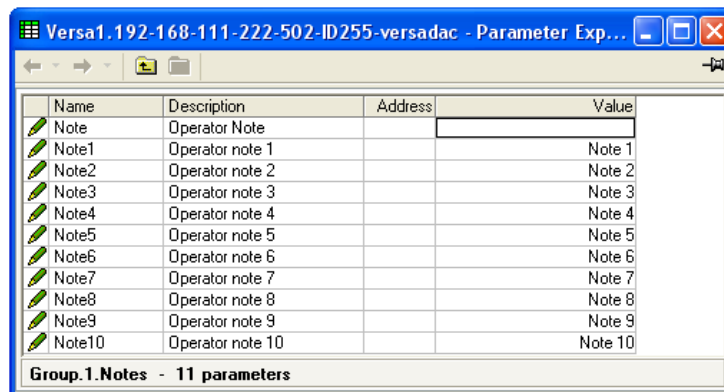 Versa1.192-168-111-222-502-ID255-versadac - Parameter Exp...
Name Description Address Value
Note Operator Note
Note1 Operator note 1 Note 1
Note2 Operator note 2 Note 2
Note3 Operator note 3 Note 3
Note4 Operator note 4 Note 4
Note5 Operator note 5 Note 5
Note6 Operator note 6 Note 6
Note7 Operator note 7 Note 7
Note8 Operator note 8 Note 8
Note9 Operator note 9 Note 9
Note10 Operator note 10 Note 10
Group.1.Notes - 11 parameters